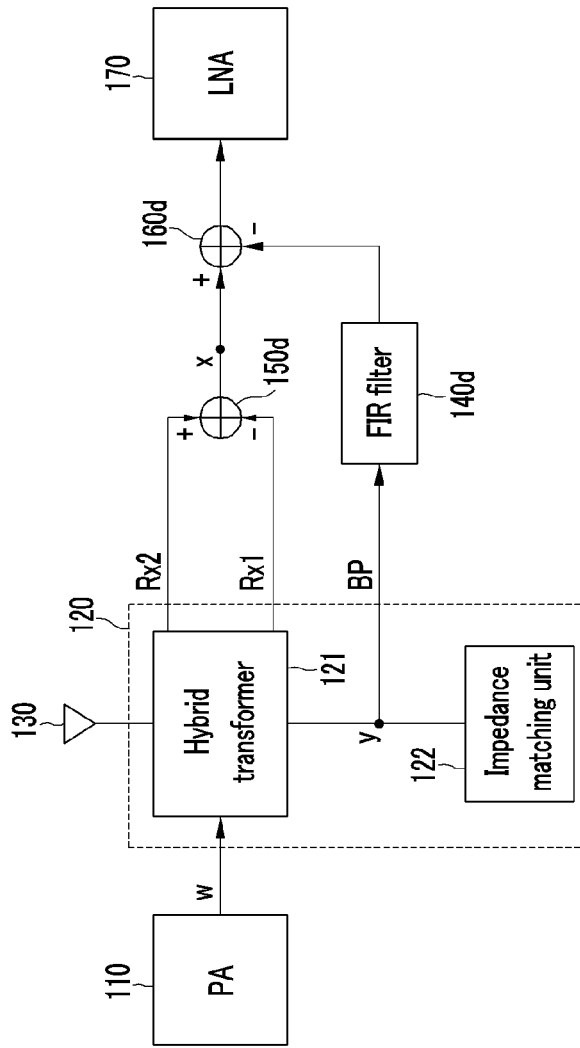 110
PA
w
120
130
Hybrid
transformer
121
y
122
Impedance
matching unit
Rx2
Rx1
BP
+
-
150d
x
FIR filter
140d
+
-
160d
170
LNA